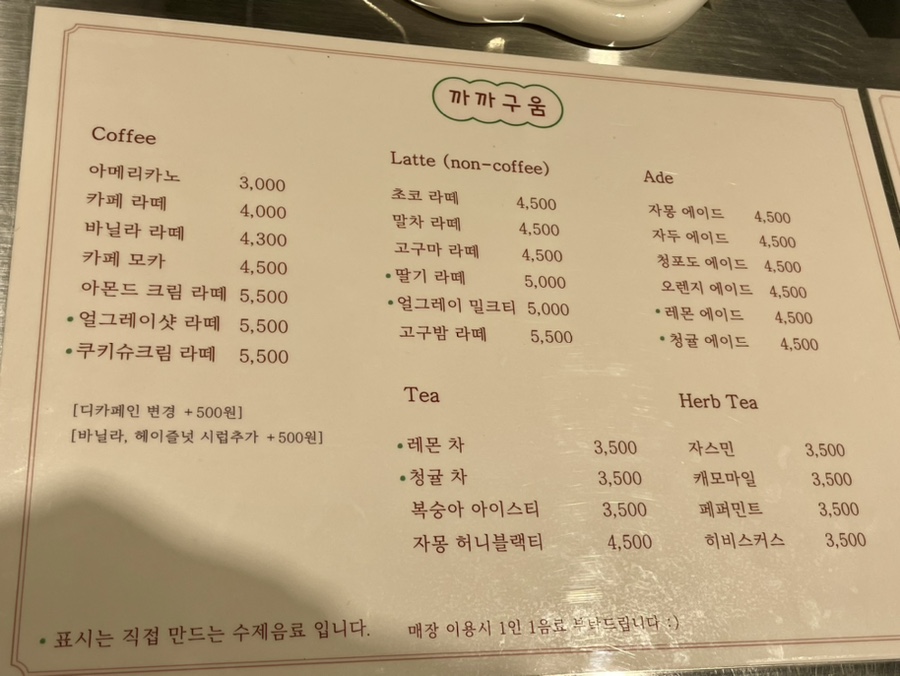 까까구움
Coffee
아메리카노 3,000
카페 라떼 4,000
바닐라 라떼 4,300
카페 모카 4,500
아몬드 크림 라떼 5,500
• 얼그레이샷 라떼 5,500
• 쿠키슈크림 라떼 5,500
[디카페인 변경 +500원]
[바닐라, 헤이즐넛 시럽추가 +500원]
Latte (non-coffee)
초코 라떼 4,500
말차 라떼 4,500
고구마 라떼 4,500
• 딸기 라떼 5,000
• 얼그레이 밀크티 5,000
고구밤 라떼 5,500
Ade
자몽 에이드 4,500
자두 에이드 4,500
청포도 에이드 4,500
오렌지 에이드 4,500
• 레몬 에이드 4,500
• 청귤 에이드 4,500
Tea
• 레몬 차 3,500
• 청귤 차 3,500
복숭아 아이스티 3,500
자몽 허니블랙티 4,500
Herb Tea
자스민 3,500
캐모마일 3,500
페퍼민트 3,500
히비스커스 3,500
• 표시는 직접 만드는 수제음료 입니다.
매장 이용시 1인 1음료 부탁드립니다 :)